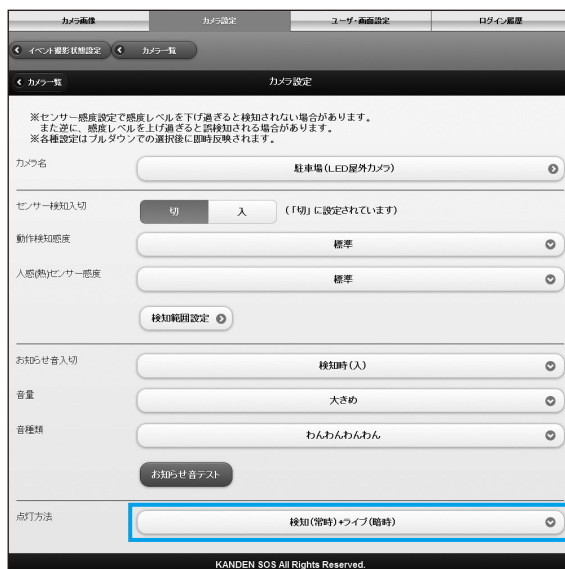 カメラ画像 カメラ設定 ユーザ・画面設定 ログイン履歴
イベント撮影状態設定 カメラ一覧
カメラ一覧 カメラ設定
※センサー感度設定で感度レベルを下げ過ぎると検知されない場合があります。
また逆に、感度レベルを上げ過ぎると誤検知される場合があります。
※各種設定はプルダウンでの選択後に即時反映されます。
カメラ名 駐車場(LED屋外カメラ)
センサー検知入切 切 入 (「切」に設定されています)
動作検知感度 標準
人感(熱)センサー感度 標準
検知範囲設定
お知らせ音入切 検知時(入)
音量 大きめ
音種類 わんわんわんわん
お知らせ音テスト
点灯方法 検知(常時)+ライブ(暗時)
KANDEN SOS All Rights Reserved.